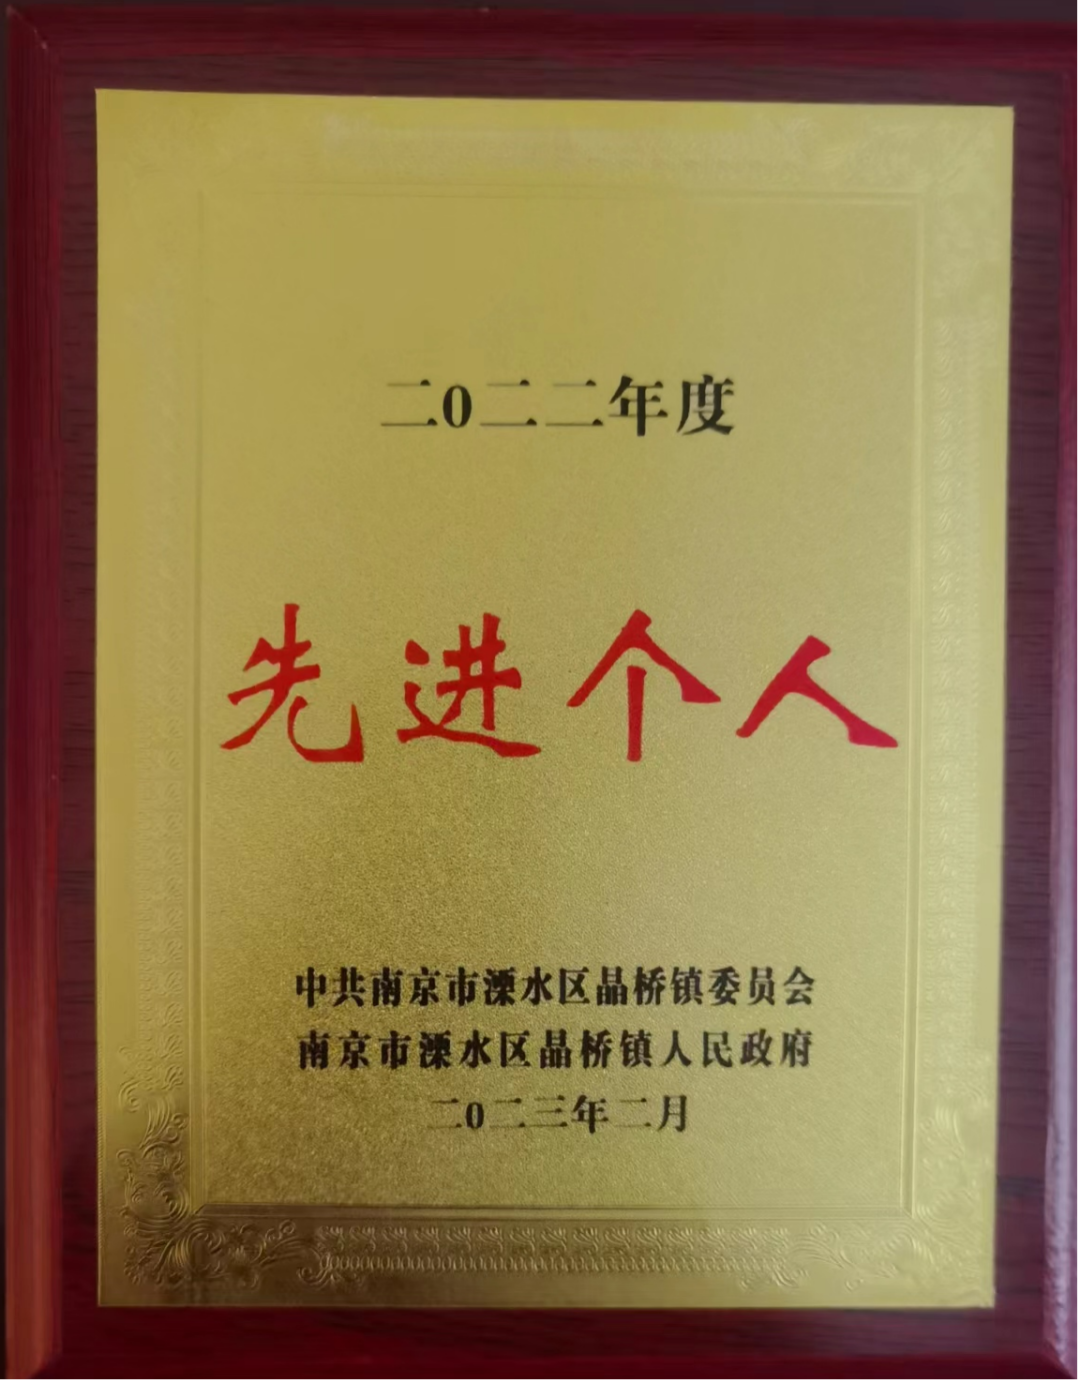 二0二二年度
先进个人
中共南京市溧水区晶桥镇委员会
南京市溧水区晶桥镇人民政府
二0二三年二月